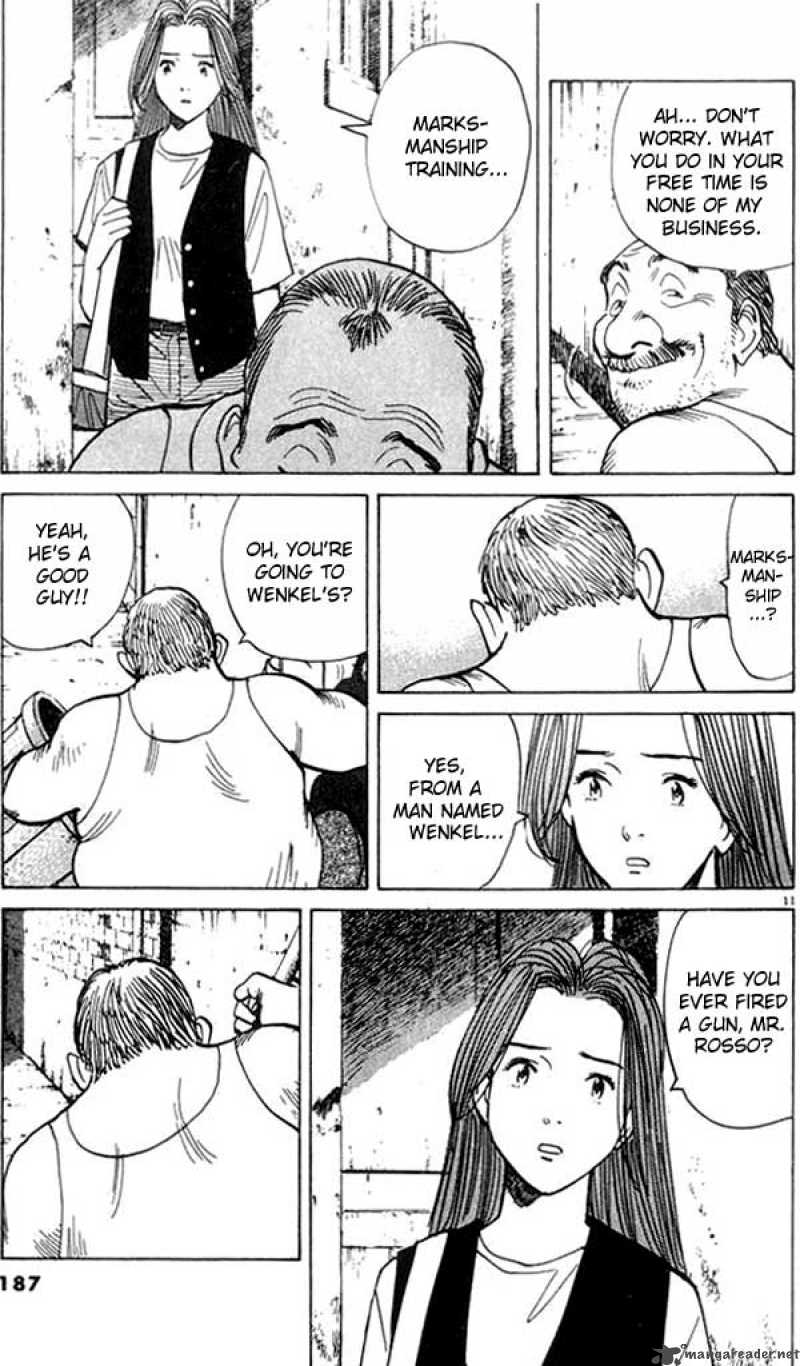 AH... DON'T
WORRY. WHAT
YOU DO IN YOUR
FREE TIME IS
NONE OF MY
BUSINESS.
MARKS-
MANSHIP
TRAINING...
MARKS-
MAN-
SHIP
...?
YES,
FROM A
MAN NAMED
WENKEL...
OH, YOU'RE
GOING TO
WENKEL'S?
YEAH,
HE'S A
GOOD
GUY!!
11
HAVE YOU
EVER FIRED
A GUN, MR.
ROSSO?
187
mangareader.net